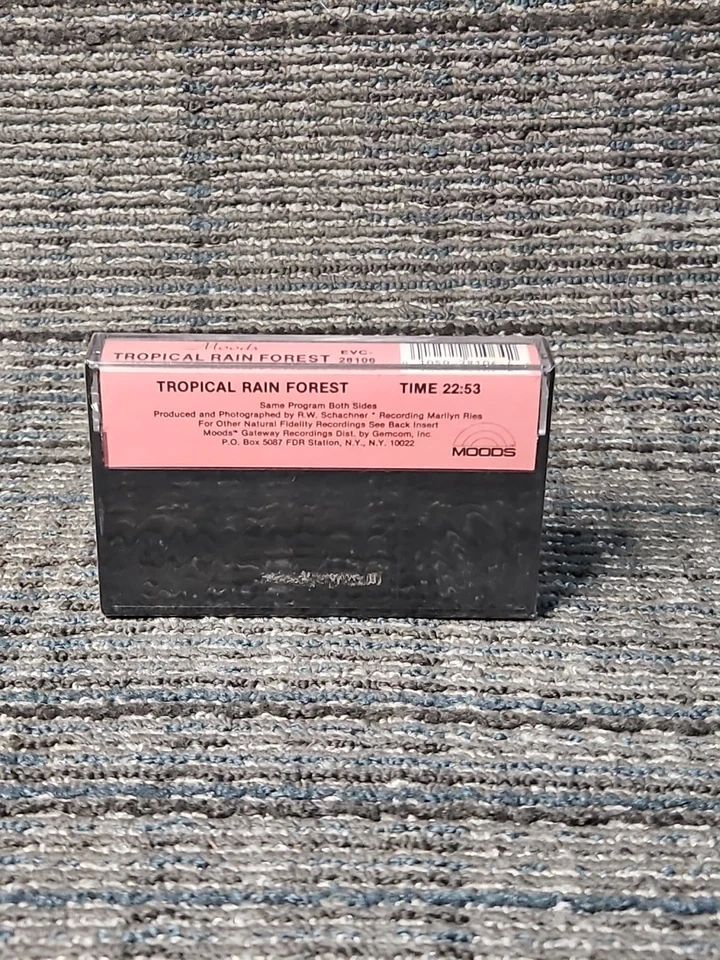 Moods
TROPICAL RAIN FOREST
EVC-
28106
TROPICAL RAIN FOREST TIME 22:53
Same Program Both Sides
Produced and Photographed by R.W. Schachner * Recording Marilyn Ries
For Other Natural Fidelity Recordings See Back Insert
Moods™ Gateway Recordings Dist. by Gemcom, Inc.
P.O. Box 5087 FDR Station, N.Y., N.Y. 10022
MOODS